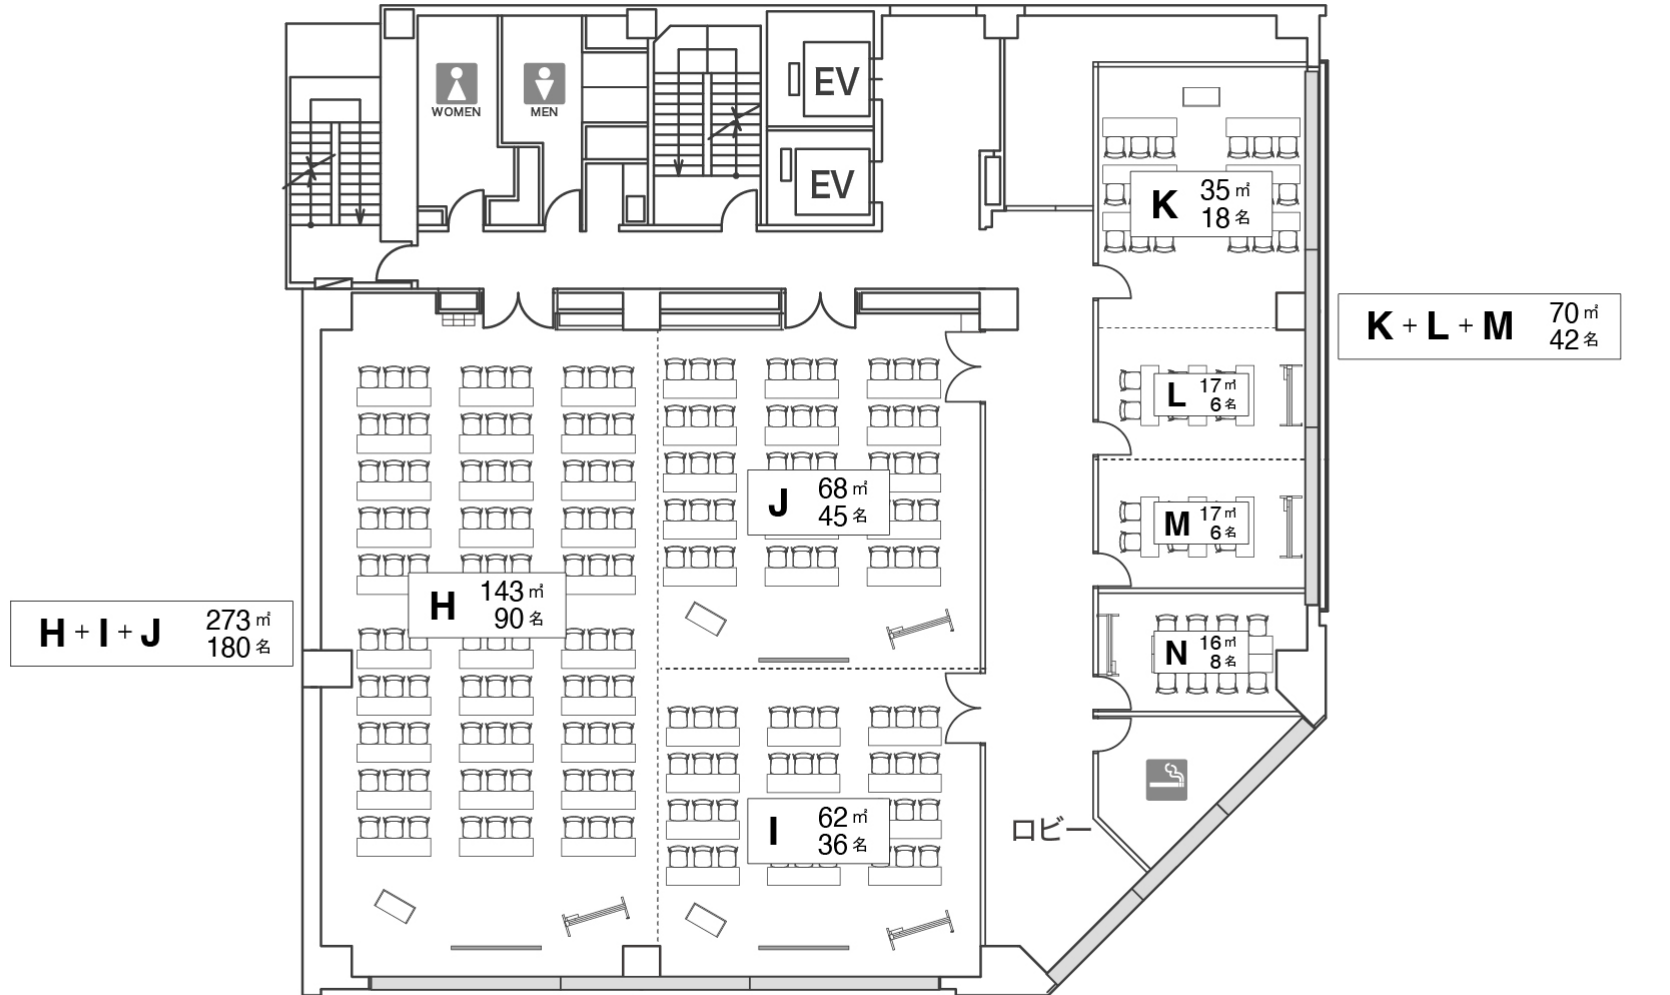 WOMEN
MEN
EV
EV
K 35㎡
18名
K + L + M 70㎡
42名
L 17㎡
6名
J 68㎡
45名
M 17㎡
6名
H 143㎡
90名
H + I + J 273㎡
180名
N 16㎡
8名
I 62㎡
36名
ロビー